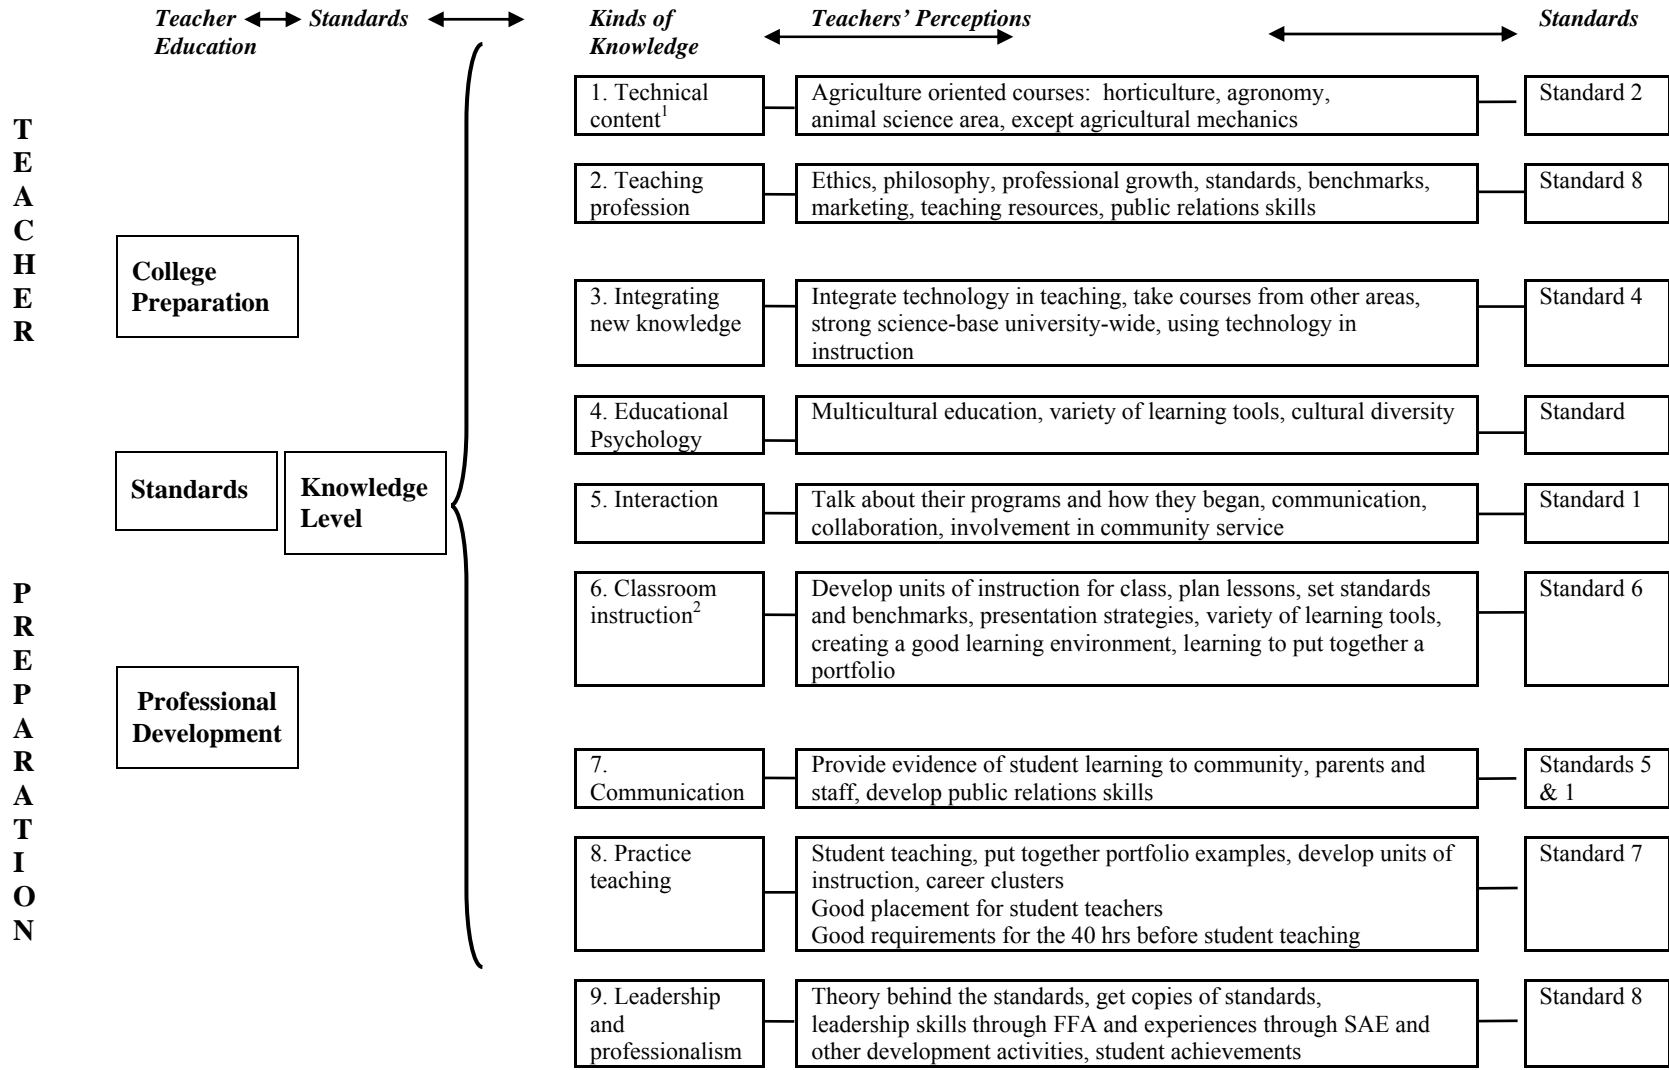 Teacher Education
Standards
Kinds of Knowledge
Teachers' Perceptions
Standards
TEACHER
PREPARATION
College
Preparation
Standards
Knowledge
Level
Professional
Development
1. Technical
content1
Agriculture oriented courses: horticulture, agronomy,
animal science area, except agricultural mechanics
Standard 2
2. Teaching
profession
Ethics, philosophy, professional growth, standards, benchmarks,
marketing, teaching resources, public relations skills
Standard 8
3. Integrating
new knowledge
Integrate technology in teaching, take courses from other areas,
strong science-base university-wide, using technology in
instruction
Standard 4
4. Educational
Psychology
Multicultural education, variety of learning tools, cultural diversity
Standard
5. Interaction
Talk about their programs and how they began, communication,
collaboration, involvement in community service
Standard 1
6. Classroom
instruction2
Develop units of instruction for class, plan lessons, set standards
and benchmarks, presentation strategies, variety of learning tools,
creating a good learning environment, learning to put together a
portfolio
Standard 6
7.
Communication
Provide evidence of student learning to community, parents and
staff, develop public relations skills
Standards 5
& 1
8. Practice
teaching
Student teaching, put together portfolio examples, develop units of
instruction, career clusters
Good placement for student teachers
Good requirements for the 40 hrs before student teaching
Standard 7
9. Leadership
and
professionalism
Theory behind the standards, get copies of standards,
leadership skills through FFA and experiences through SAE and
other development activities, student achievements
Standard 8